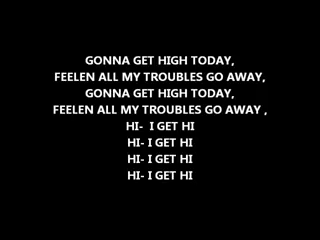 GONNA GET HIGH TODAY,
FEELEN ALL MY TROUBLES GO AWAY,
GONNA GET HIGH TODAY,
FEELEN ALL MY TROUBLES GO AWAY ,
HI-  I GET HI
HI- I GET HI
HI- I GET HI
HI- I GET HI